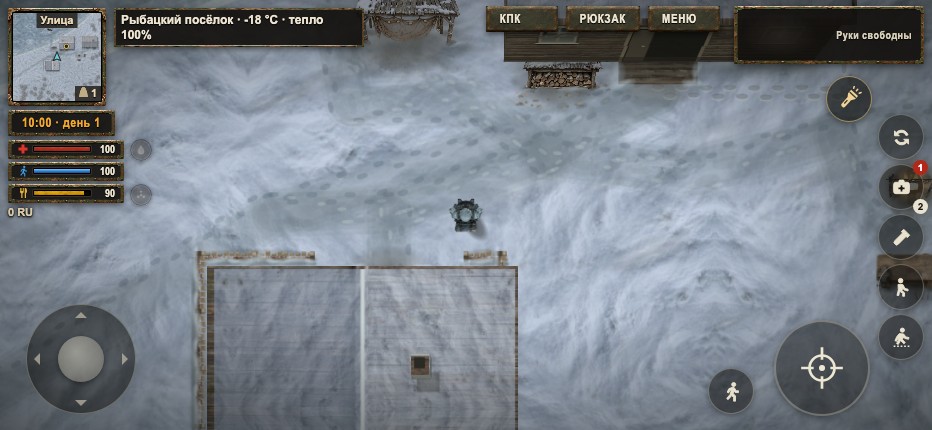 Улица
1
Рыбацкий посёлок · -18 °C · тепло
100%
КПК
РЮКЗАК
МЕНЮ
Руки свободны
10:00 · день 1
100
100
90
0 RU
1
2